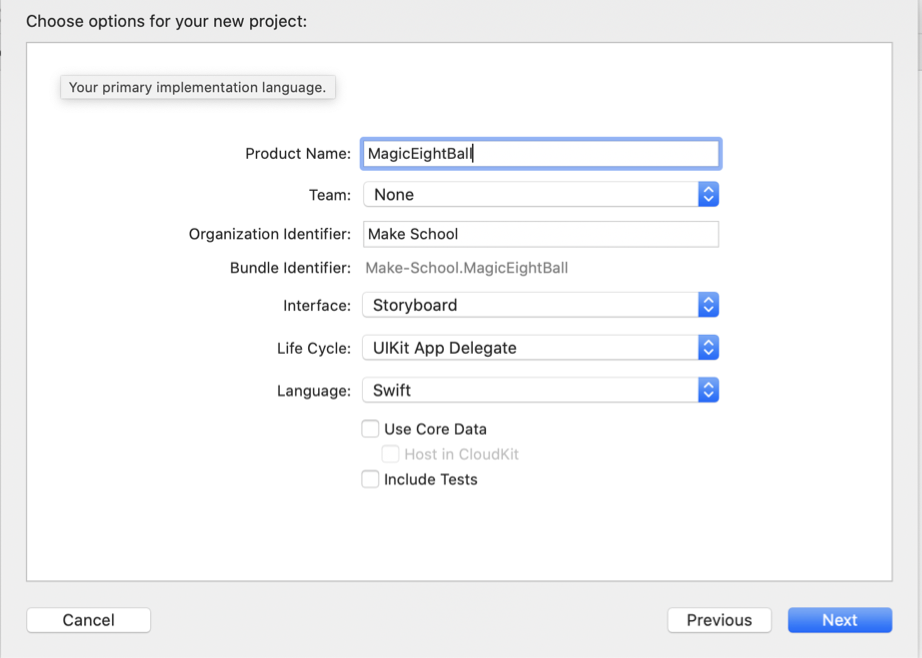 Choose options for your new project:
Your primary implementation language.
Product Name: MagicEightBall
Team: None
Organization Identifier: Make School
Bundle Identifier: Make-School.MagicEightBall
Interface: Storyboard
Life Cycle: UIKit App Delegate
Language: Swift
Use Core Data
Host in CloudKit
Include Tests
Cancel Previous Next